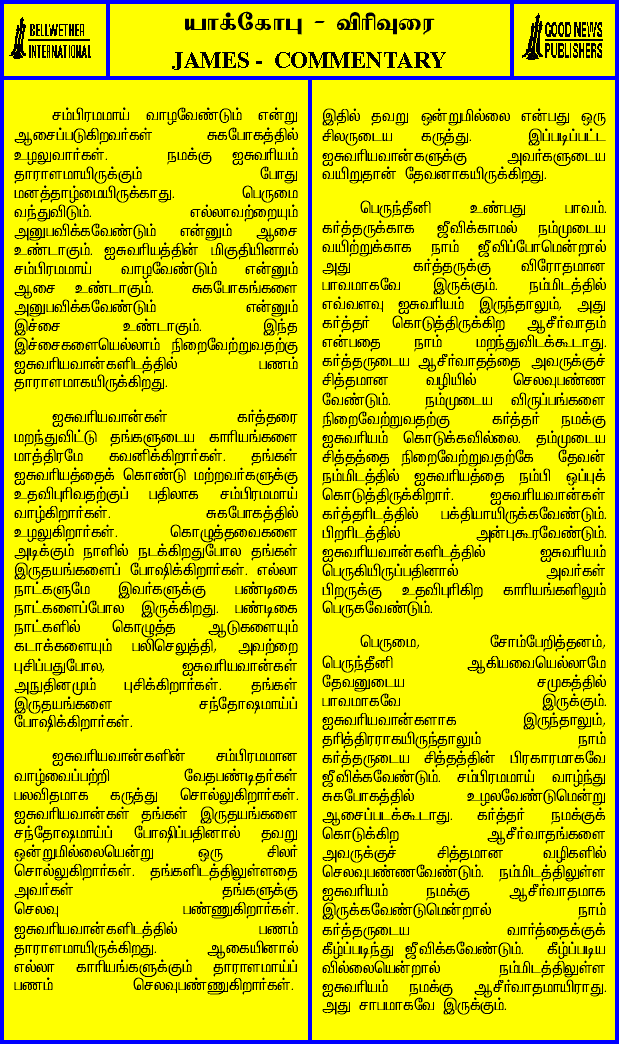 BELLWETHER
INTERNATIONAL
யாக்கோபு - விரிவுரை
JAMES - COMMENTARY
GOOD NEWS
PUBLISHERS
சம்பிரமமாய் வாழவேண்டும் என்று
ஆசைப்படுகிறவர்கள் சுகபோகத்தில்
உழலுவார்கள். நமக்கு ஐசுவரியம்
தாராளமாயிருக்கும் போது
மனத்தாழ்மையிருக்காது. பெருமை
வந்துவிடும். எல்லாவற்றையும்
அனுபவிக்கவேண்டும் என்னும் ஆசை
உண்டாகும். ஐசுவரியத்தின் மிகுதியினால்
சம்பிரமமாய் வாழவேண்டும் என்னும்
ஆசை உண்டாகும். சுகபோகங்களை
அனுபவிக்கவேண்டும் என்னும்
இச்சை உண்டாகும். இந்த
இச்சைகளையெல்லாம் நிறைவேற்றுவதற்கு
ஐசுவரியவான்களிடத்தில் பணம்
தாராளமாகயிருக்கிறது.
ஐசுவரியவான்கள் கர்த்தரை
மறந்துவிட்டு தங்களுடைய காரியங்களை
மாத்திரமே கவனிக்கிறார்கள். தங்கள்
ஐசுவரியத்தைக் கொண்டு மற்றவர்களுக்கு
உதவிபுரிவதற்குப் பதிலாக சம்பிரமமாய்
வாழ்கிறார்கள். சுகபோகத்தில்
உழலுகிறார்கள். கொழுத்தவைகளை
அடிக்கும் நாளில் நடக்கிறதுபோல தங்கள்
இருதயங்களைப் போஷிக்கிறார்கள். எல்லா
நாட்களுமே இவர்களுக்கு பண்டிகை
நாட்களைப்போல இருக்கிறது. பண்டிகை
நாட்களில் கொழுத்த ஆடுகளையும்
கடாக்களையும் பலிசெலுத்தி, அவற்றை
புசிப்பதுபோல, ஐசுவரியவான்கள்
அநுதினமும் புசிக்கிறார்கள். தங்கள்
இருதயங்களை சந்தோஷமாய்ப்
போஷிக்கிறார்கள்.
ஐசுவரியவான்களின் சம்பிரமமான
வாழ்வைப்பற்றி வேதபண்டிதர்கள்
பலவிதமாக கருத்து சொல்லுகிறார்கள்.
ஐசுவரியவான்கள் தங்கள் இருதயங்களை
சந்தோஷமாய்ப் போஷிப்பதினால் தவறு
ஒன்றுமில்லையென்று ஒரு சிலர்
சொல்லுகிறார்கள். தங்களிடத்திலுள்ளதை
அவர்கள் தங்களுக்கு
செலவு பண்ணுகிறார்கள்.
ஐசுவரியவான்களிடத்தில் பணம்
தாராளமாயிருக்கிறது. ஆகையினால்
எல்லா காரியங்களுக்கும் தாராளமாய்ப்
பணம் செலவுபண்ணுகிறார்கள்.
இதில் தவறு ஒன்றுமில்லை என்பது ஒரு
சிலருடைய கருத்து. இப்படிப்பட்ட
ஐசுவரியவான்களுக்கு அவர்களுடைய
வயிறுதான் தேவனாகயிருக்கிறது.
பெருந்தீனி உண்பது பாவம்.
கர்த்தருக்காக ஜீவிக்காமல் நம்முடைய
வயிற்றுக்காக நாம் ஜீவிப்போமென்றால்
அது கர்த்தருக்கு விரோதமான
பாவமாகவே இருக்கும். நம்மிடத்தில்
எவ்வளவு ஐசுவரியம் இருந்தாலும், அது
கர்த்தர் கொடுத்திருக்கிற ஆசீர்வாதம்
என்பதை நாம் மறந்துவிடக்கூடாது.
கர்த்தருடைய ஆசீர்வாதத்தை அவருக்குச்
சித்தமான வழியில் செலவுபண்ண
வேண்டும். நம்முடைய விருப்பங்களை
நிறைவேற்றுவதற்கு கர்த்தர் நமக்கு
ஐசுவரியம் கொடுக்கவில்லை. தம்முடைய
சித்தத்தை நிறைவேற்றுவதற்கே தேவன்
நம்மிடத்தில் ஐசுவரியத்தை நம்பி ஒப்புக்
கொடுத்திருக்கிறார். ஐசுவரியவான்கள்
கர்த்தரிடத்தில் பக்தியாயிருக்கவேண்டும்.
பிறரிடத்தில் அன்புகூரவேண்டும்.
ஐசுவரியவான்களிடத்தில் ஐசுவரியம்
பெருகியிருப்பதினால் அவர்கள்
பிறருக்கு உதவிபுரிகிற காரியங்களிலும்
பெருகவேண்டும்.
பெருமை, சோம்பேறித்தனம்,
பெருந்தீனி ஆகியவையெல்லாமே
தேவனுடைய சமுகத்தில்
பாவமாகவே இருக்கும்.
ஐசுவரியவான்களாக இருந்தாலும்,
தரித்திரராகயிருந்தாலும் நாம்
கர்த்தருடைய சித்தத்தின் பிரகாரமாகவே
ஜீவிக்கவேண்டும். சம்பிரமமாய் வாழ்ந்து
சுகபோகத்தில் உழலவேண்டுமென்று
ஆசைப்படக்கூடாது. கர்த்தர் நமக்குக்
கொடுக்கிற ஆசீர்வாதங்களை
அவருக்குச் சித்தமான வழிகளில்
செலவுபண்ணவேண்டும். நம்மிடத்திலுள்ள
ஐசுவரியம் நமக்கு ஆசீர்வாதமாக
இருக்கவேண்டுமென்றால் நாம்
கர்த்தருடைய வார்த்தைக்குக்
கீழ்ப்படிந்து ஜீவிக்கவேண்டும். கீழ்ப்படிய
வில்லையென்றால் நம்மிடத்திலுள்ள
ஐசுவரியம் நமக்கு ஆசீர்வாதமாயிராது.
அது சாபமாகவே இருக்கும்.